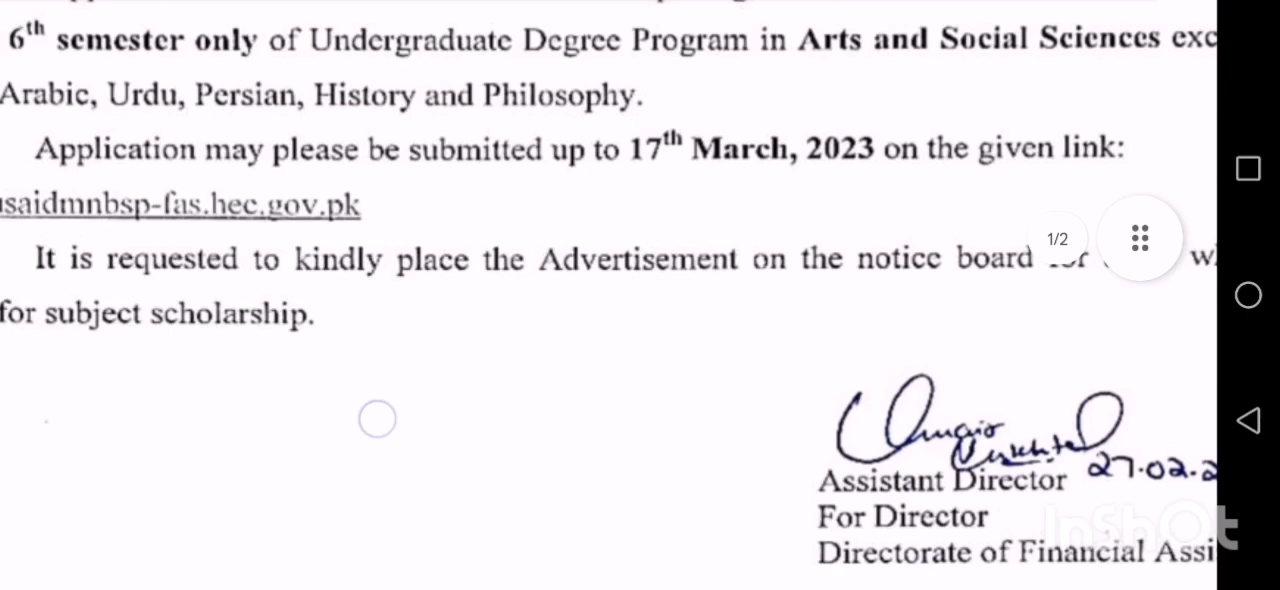 6th semester only of Undergraduate Degree Program in Arts and Social Sciences exc
Arabic, Urdu, Persian, History and Philosophy.
Application may please be submitted up to 17th March, 2023 on the given link:
usaidmnbsp-fas.hec.gov.pk
1/2
It is requested to kindly place the Advertisement on the notice board for
for subject scholarship.
27.02.2
Assistant Director
For Director
Directorate of Financial Assi
InShOt